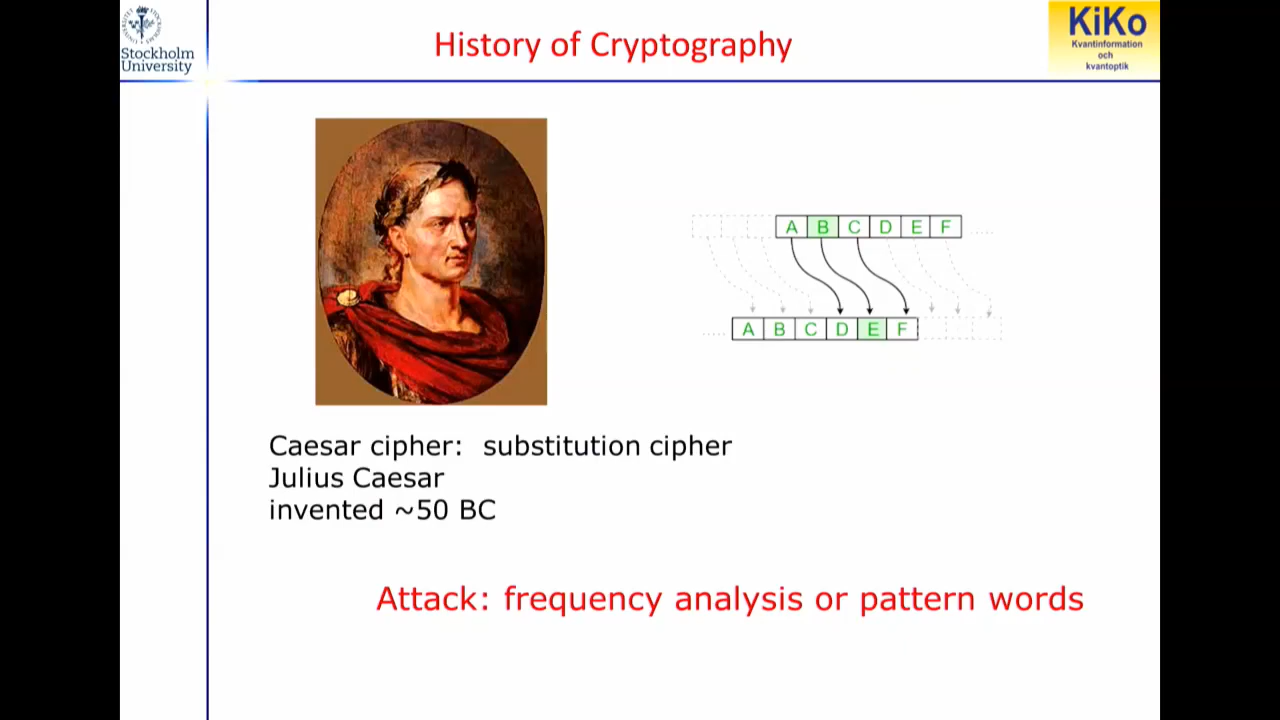 Stockholm
University
History of Cryptography
KiKo
Kvantinformation
och
kvantoptik
A B C D E F ......
...... A B C D E F
Caesar cipher: substitution cipher
Julius Caesar
invented ~50 BC
Attack: frequency analysis or pattern words